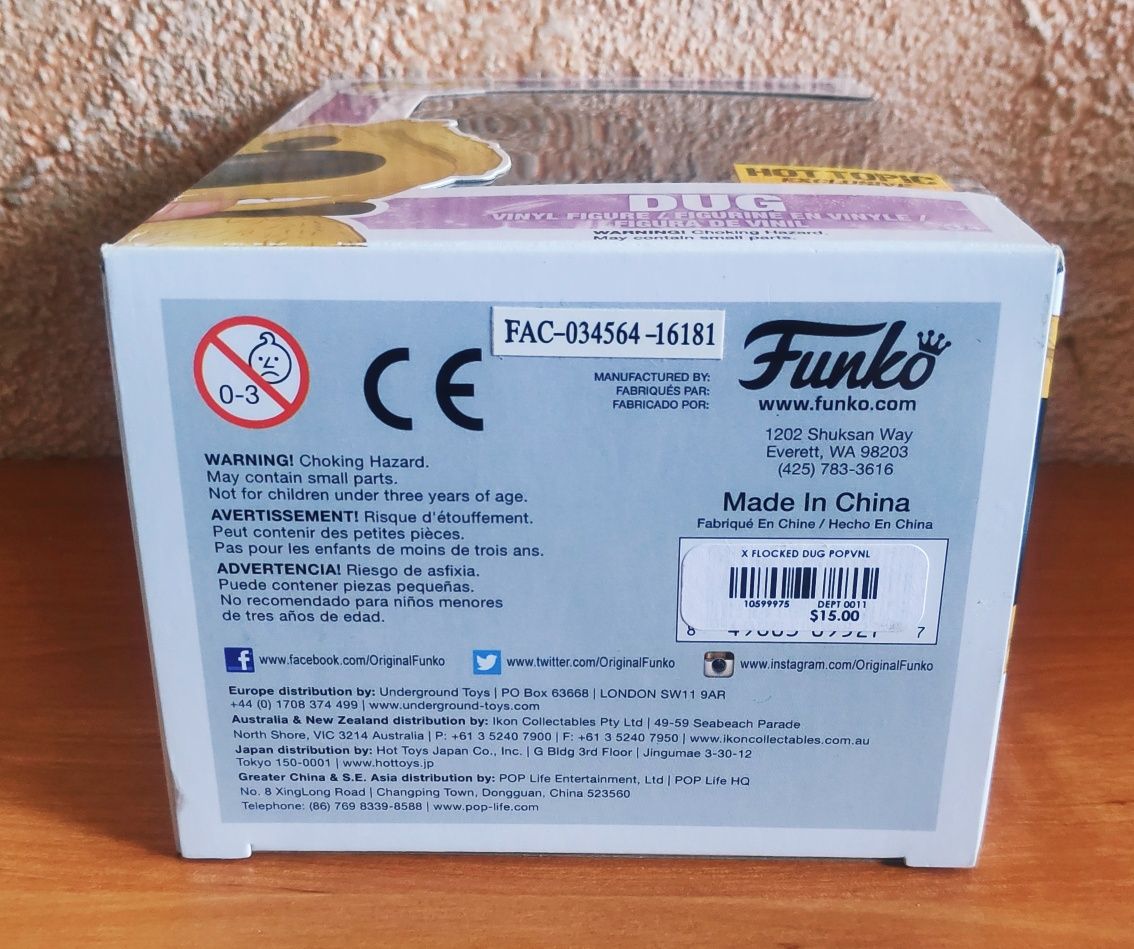 HOT TOPIC
EXCLUSIVE
DUG
VINYL FIGURE / FIGURINE EN VINYLE /
FIGURA DE VINIL
WARNING! Choking Hazard.
May contain small parts.
FAC-034564-16181
0-3
CE
MANUFACTURED BY:
FABRIQUÉS PAR:
FABRICADO POR:
Funko
www.funko.com
1202 Shuksan Way
Everett, WA 98203
(425) 783-3616
Made In China
Fabriqué En Chine / Hecho En China
WARNING! Choking Hazard.
May contain small parts.
Not for children under three years of age.
AVERTISSEMENT! Risque d'étouffement.
Peut contenir des petites pièces.
Pas pour les enfants de moins de trois ans.
ADVERTENCIA! Riesgo de asfixia.
Puede contener piezas pequeñas.
No recomendado para niños menores
de tres años de edad.
X FLOCKED DUG POPVNL
10599975 DEPT 0011
$15.00
www.facebook.com/OriginalFunko www.twitter.com/OriginalFunko www.instagram.com/OriginalFunko
Europe distribution by: Underground Toys | PO Box 63668 | LONDON SW11 9AR
+44 (0) 1708 374 499 | www.underground-toys.com
Australia & New Zealand distribution by: Ikon Collectables Pty Ltd | 49-59 Seabeach Parade
North Shore, VIC 3214 Australia | P: +61 3 5240 7900 | F: +61 3 5240 7950 | www.ikoncollectables.com.au
Japan distribution by: Hot Toys Japan Co., Inc. | G Bldg 3rd Floor | Jingumae 3-30-12
Tokyo 150-0001 | www.hottoys.jp
Greater China & S.E. Asia distribution by: POP Life Entertainment, Ltd | POP Life HQ
No. 8 XingLong Road | Changping Town, Dongguan, China 523560
Telephone: (86) 769 8339-8588 | www.pop-life.com